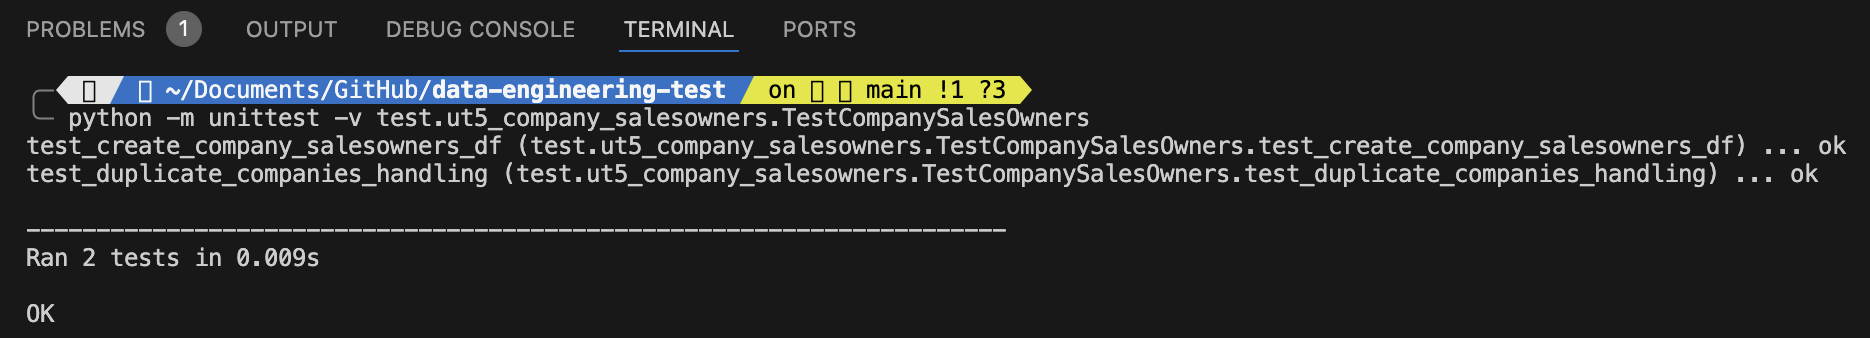 PROBLEMS 1 OUTPUT DEBUG CONSOLE TERMINAL PORTS
~/Documents/GitHub/data-engineering-test on main !1 ?3
python -m unittest -v test.ut5_company_salesowners.TestCompanySalesOwners
test_create_company_salesowners_df (test.ut5_company_salesowners.TestCompanySalesOwners.test_create_company_salesowners_df) ... ok
test_duplicate_companies_handling (test.ut5_company_salesowners.TestCompanySalesOwners.test_duplicate_companies_handling) ... ok
----------------------------------------------------------------------
Ran 2 tests in 0.009s
OK